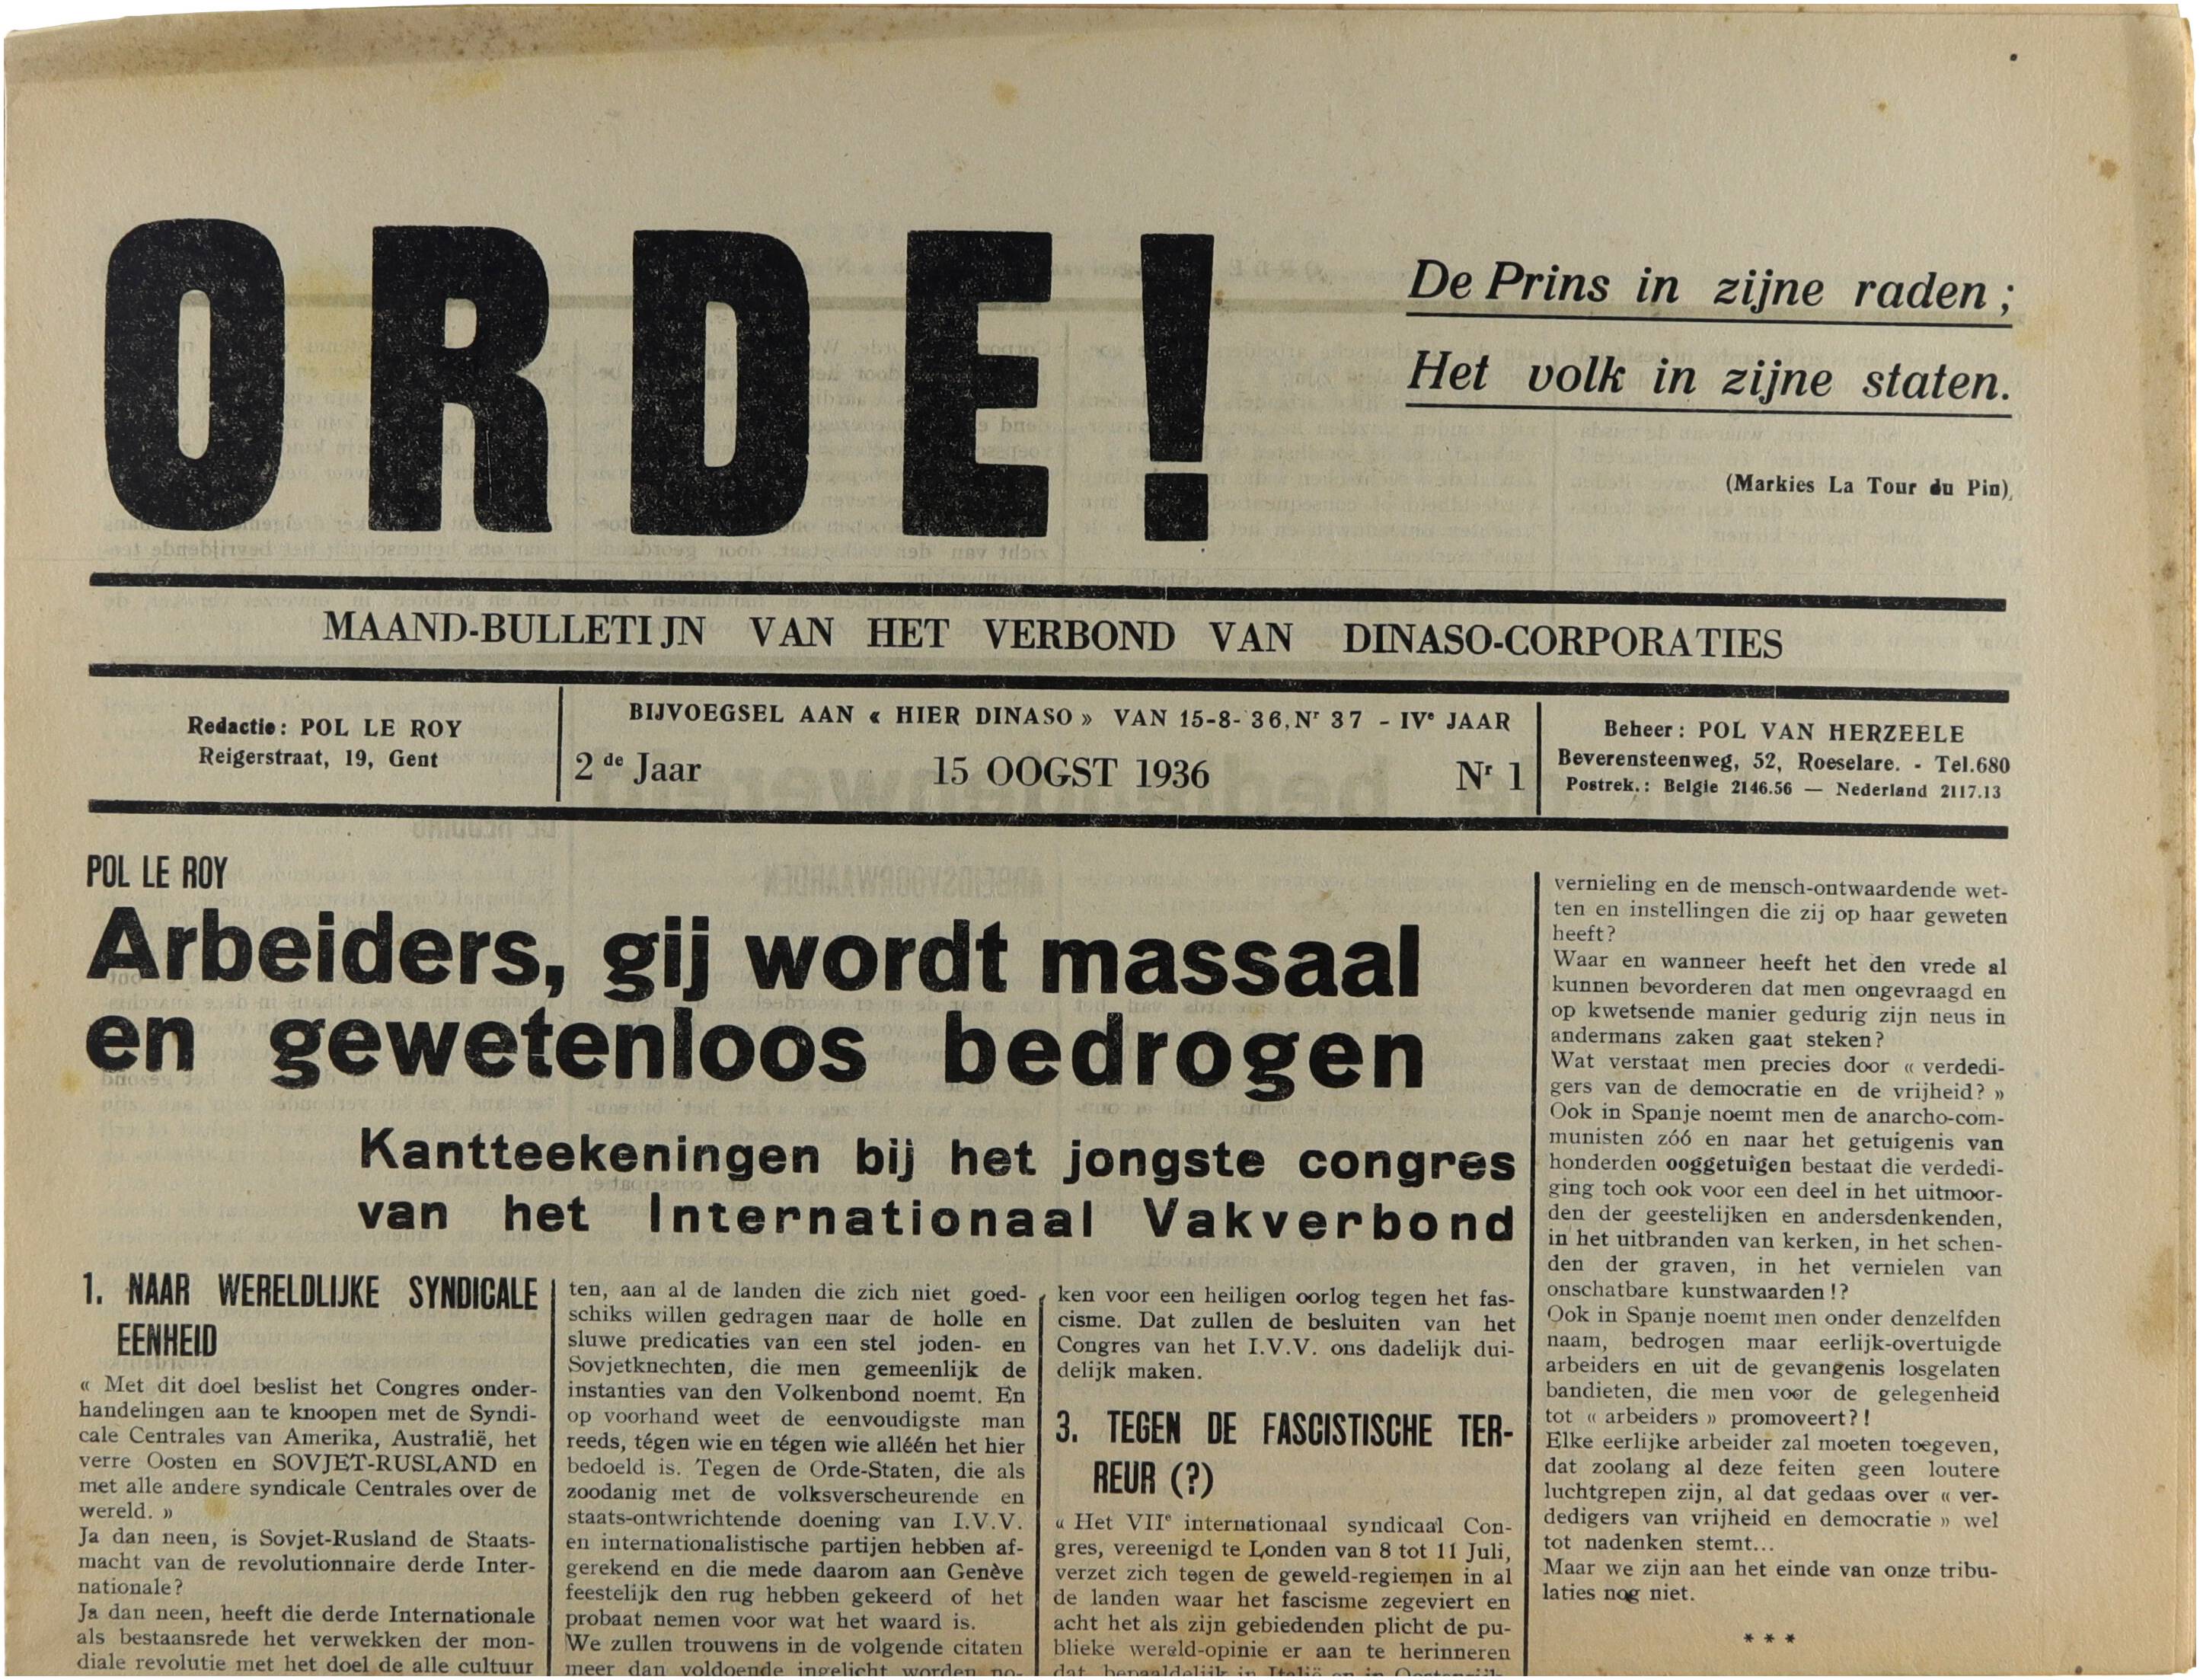 ORDE!
De Prins in zijne raden ;
Het volk in zijne staten.
(Markies La Tour du Pin)
MAAND-BULLETIJN VAN HET VERBOND VAN DINASO-CORPORATIES
Redactie: POL LE ROY
Reigerstraat, 19, Gent
BIJVOEGSEL AAN « HIER DINASO » VAN 15-8-36, Nr 37 - IVe JAAR
2de Jaar 15 OOGST 1936 Nr 1
Beheer: POL VAN HERZEELE
Beverensteenweg, 52, Roeselare. - Tel.680
Postrek.: Belgie 2146.56 — Nederland 2117.13
POL LE ROY
Arbeiders, gij wordt massaal
en gewetenloos bedrogen
Kantteekeningen bij het jongste congres
van het Internationaal Vakverbond
1. NAAR WERELDLIJKE SYNDICALE
EENHEID
« Met dit doel beslist het Congres onder-
handelingen aan te knoopen met de Syndi-
cale Centrales van Amerika, Australië, het
verre Oosten en SOVJET-RUSLAND en
met alle andere syndicale Centrales over de
wereld. »
Ja dan neen, is Sovjet-Rusland de Staats-
macht van de revolutionnaire derde Inter-
nationale?
Ja dan neen, heeft die derde Internationale
als bestaansrede het verwekken der mon-
diale revolutie met het doel de alle cultuur
ten, aan al de landen die zich niet goed-
schiks willen gedragen naar de holle en
sluwe predicaties van een stel joden- en
Sovjetknechten, die men gemeenlijk de
instanties van den Volkenbond noemt. En
op voorhand weet de eenvoudigste man
reeds, tégen wie en tégen wie alléén het hier
bedoeld is. Tegen de Orde-Staten, die als
zoodanig met de volksverscheurende en
staats-ontwrichtende doening van I.V.V.
en internationalistische partijen hebben af-
gerekend en die mede daarom aan Genève
feestelijk den rug hebben gekeerd of het
probaat nemen voor wat het waard is.
We zullen trouwens in de volgende citaten
meer dan voldoende ingelicht worden no-
ken voor een heiligen oorlog tegen het fas-
cisme. Dat zullen de besluiten van het
Congres van het I.V.V. ons dadelijk dui-
delijk maken.
3. TEGEN DE FASCISTISCHE TER-
REUR (?)
« Het VIIe internationaal syndicaal Con-
gres, vereenigd te Londen van 8 tot 11 Juli,
verzet zich tegen de geweld-regiemen in al
de landen waar het fascisme zegeviert en
acht het als zijn gebiedenden plicht de pu-
blieke wereld-opinie er aan te herinneren
dat bepaaldelijk in Italië en in Oostenrijk
vernieling en de mensch-ontwaardende wet-
ten en instellingen die zij op haar geweten
heeft?
Waar en wanneer heeft het den vrede al
kunnen bevorderen dat men ongevraagd en
op kwetsende manier gedurig zijn neus in
andermans zaken gaat steken?
Wat verstaat men precies door « verdedi-
gers van de democratie en de vrijheid? »
Ook in Spanje noemt men de anarcho-com-
munisten zóó en naar het getuigenis van
honderden ooggetuigen bestaat die verdedi-
ging toch ook voor een deel in het uitmoor-
den der geestelijken en andersdenkenden,
in het uitbranden van kerken, in het schen-
den der graven, in het vernielen van
onschatbare kunstwaarden!?
Ook in Spanje noemt men onder denzelfden
naam, bedrogen maar eerlijk-overtuigde
arbeiders en uit de gevangenis losgelaten
bandieten, die men voor de gelegenheid
tot « arbeiders » promoveert?!
Elke eerlijke arbeider zal moeten toegeven,
dat zoolang al deze feiten geen loutere
luchtgrepen zijn, al dat gedaas over « ver-
dedigers van vrijheid en democratie » wel
tot nadenken stemt...
Maar we zijn aan het einde van onze tribu-
laties nog niet.
* * *